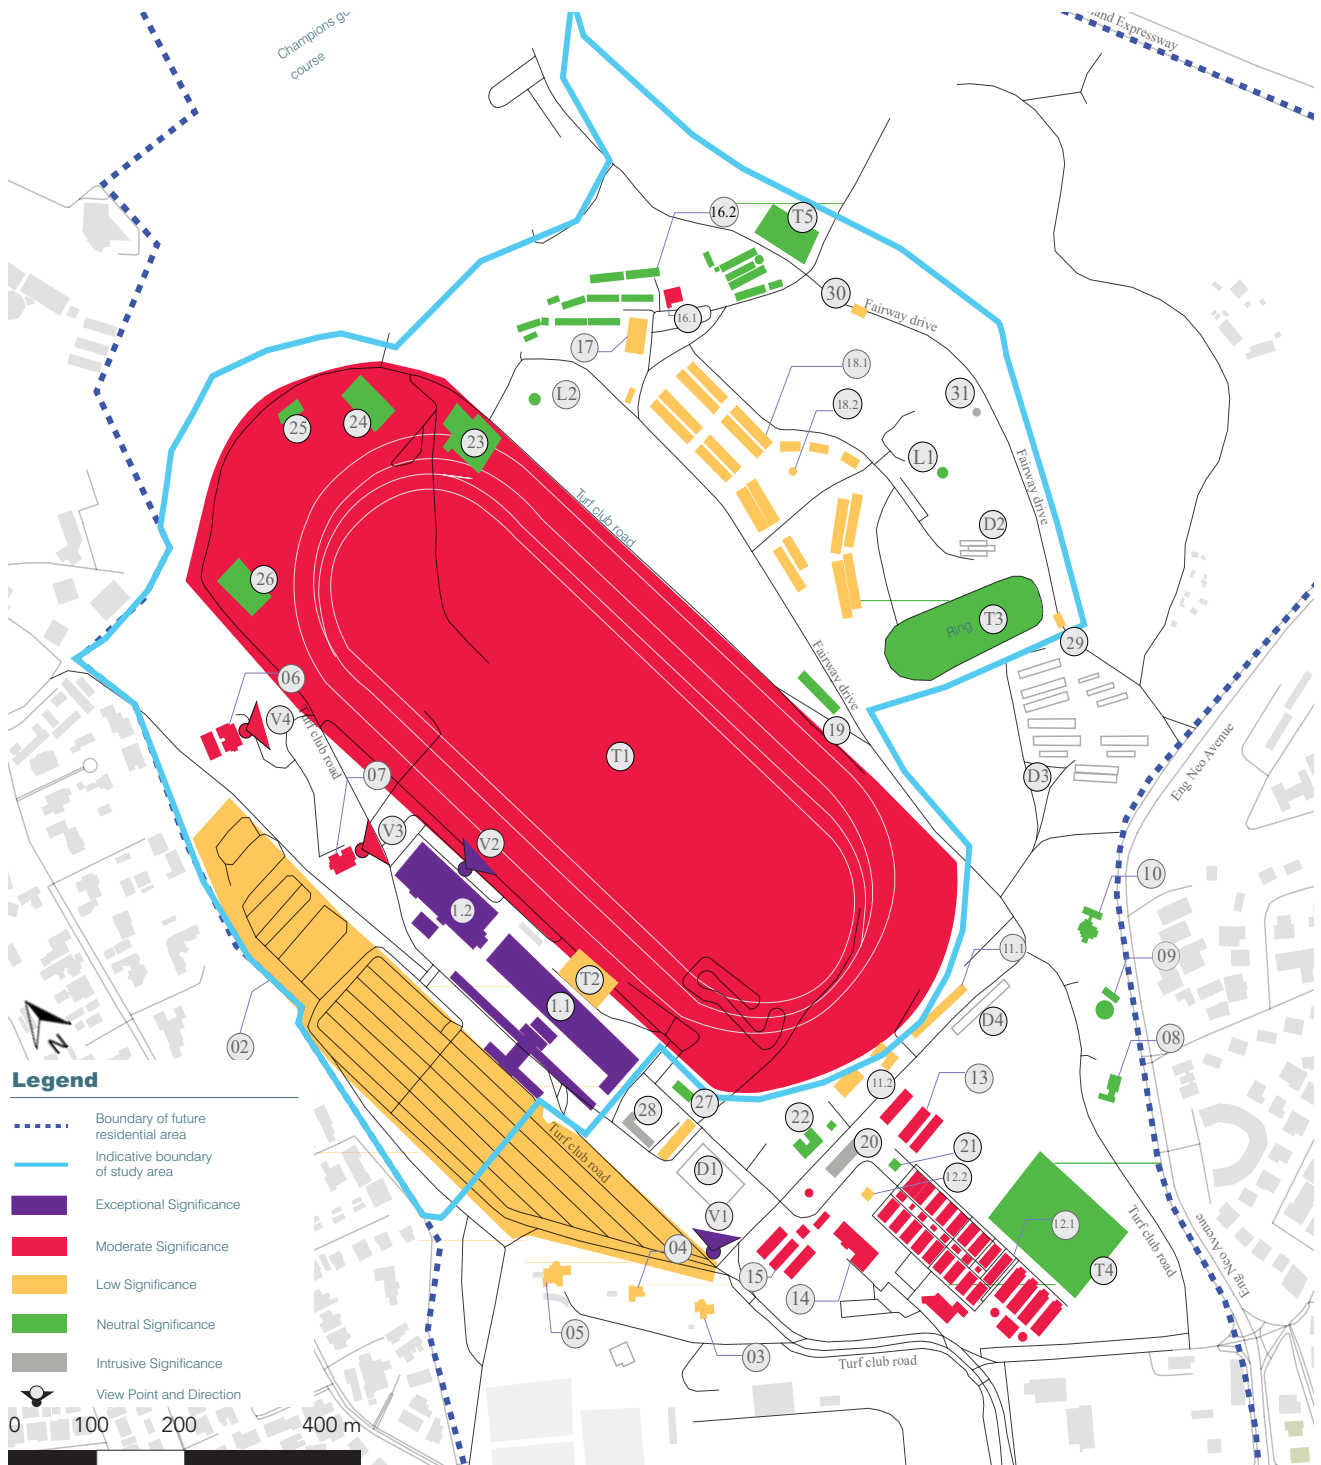 Champions
course
Expressway
16.2
T5
30
Fairway drive
16.1
17
18.1
L2
18.2
31
25
24
23
L1
Turf club road
Fairway drive
D2
26
Ring
T3
29
Fairway drive
06
V4
Turf club road
19
T1
07
D3
Eng Neo Avenue
V3
V2
10
1.2
11.1
09
T2
1.1
D4
02
08
13
11.2
28
27
22
20
21
Turf club road
D1
12.2
V1
12.1
Turf club road
Eng Neo Avenue
04
15
T4
14
05
03
Turf club road
N
Legend
Boundary of future
residential area
Indicative boundary
of study area
Exceptional Significance
Moderate Significance
Low Significance
Neutral Significance
Intrusive Significance
View Point and Direction
0 100 200 400 m